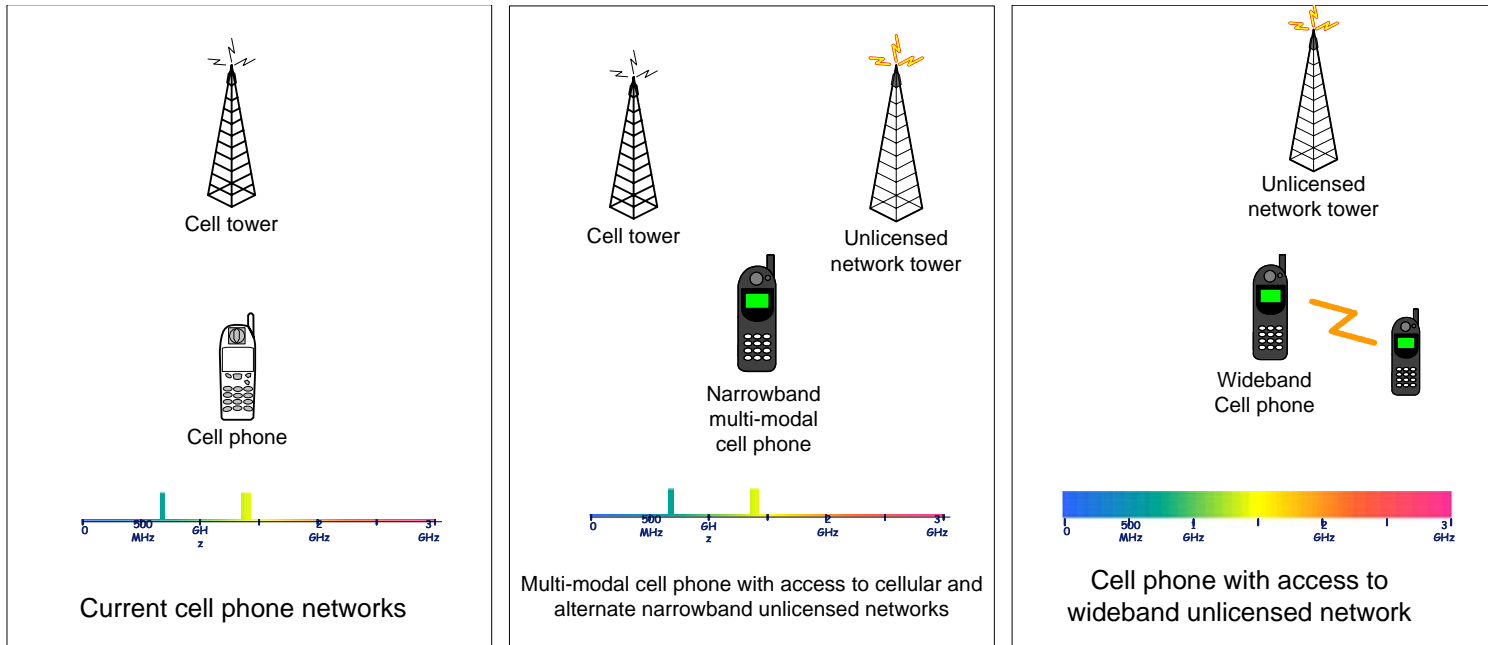 Cell tower
Cell phone
0
500
MHz
GH
z
2
GHz
3
GHz
Current cell phone networks
Cell tower
Unlicensed
network tower
Narrowband
multi-modal
cell phone
0
500
MHz
GH
z
2
GHz
3
GHz
Multi-modal cell phone with access to cellular and
alternate narrowband unlicensed networks
Unlicensed
network tower
Wideband
Cell phone
0
500
MHz
1
GHz
2
GHz
3
GHz
Cell phone with access to
wideband unlicensed network